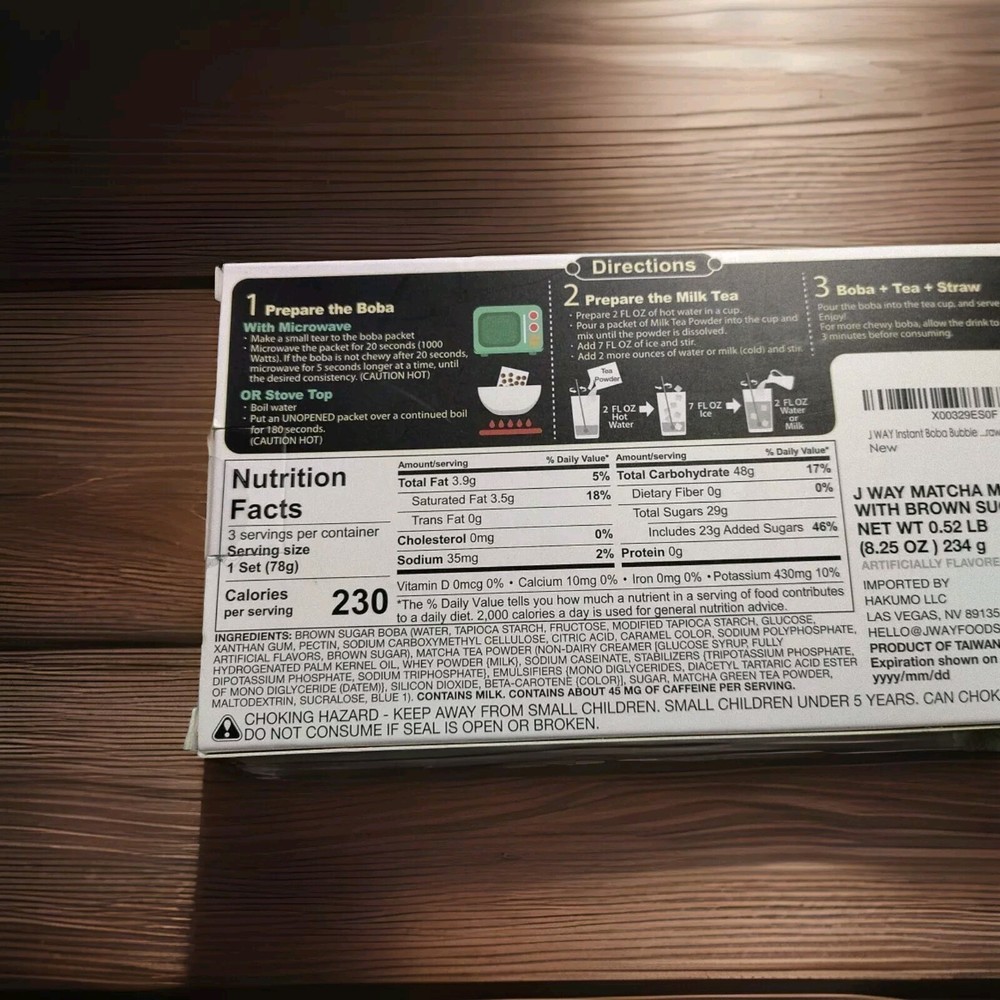 Directions
1 Prepare the Boba
With Microwave
· Make a small tear to the boba packet
· Microwave the packet for 20 seconds (1000
Watts). If the boba is not chewy after 20 seconds,
microwave for 5 seconds longer at a time, until
the desired consistency. (CAUTION HOT)
OR Stove Top
· Boil water
· Put an UNOPENED packet over a continued boil
for 180 seconds.
(CAUTION HOT)
2 Prepare the Milk Tea
· Prepare 2 FL OZ of hot water in a cup.
· Pour a packet of Milk Tea Powder into the cup and
mix until the powder is dissolved.
· Add 7 FL OZ of ice and stir.
· Add 2 more ounces of water or milk (cold) and stir.
Tea
Powder
2 FL OZ
Hot
Water
7 FL OZ
Ice
2 FL OZ
Water
or
Milk
3 Boba + Tea + Straw
Pour the boba into the tea cup, and serve
Enjoy!
For more chewy boba, allow the drink to
3 minutes before consuming.
X00329ES0F
J WAY Instant Boba Bubble ...raw
New
Nutrition
Facts
3 servings per container
Serving size
1 Set (78g)
Calories
per serving 230
Amount/serving % Daily Value*
Total Fat 3.9g 5%
Saturated Fat 3.5g 18%
Trans Fat 0g
Cholesterol 0mg 0%
Sodium 35mg 2%
Amount/serving % Daily Value*
Total Carbohydrate 48g 17%
Dietary Fiber 0g 0%
Total Sugars 29g
Includes 23g Added Sugars 46%
Protein 0g
Vitamin D 0mcg 0% • Calcium 10mg 0% • Iron 0mg 0% • Potassium 430mg 10%
*The % Daily Value tells you how much a nutrient in a serving of food contributes
to a daily diet. 2,000 calories a day is used for general nutrition advice.
INGREDIENTS: BROWN SUGAR BOBA (WATER, TAPIOCA STARCH, FRUCTOSE, MODIFIED TAPIOCA STARCH, GLUCOSE,
XANTHAN GUM, PECTIN, SODIUM CARBOXYMETHYL CELLULOSE, CITRIC ACID, CARAMEL COLOR, SODIUM POLYPHOSPHATE,
ARTIFICIAL FLAVORS, BROWN SUGAR), MATCHA TEA POWDER (NON-DAIRY CREAMER [GLUCOSE SYRUP, FULLY
HYDROGENATED PALM KERNEL OIL, WHEY POWDER {MILK}, SODIUM CASEINATE, STABILIZERS {TRIPOTASSIUM PHOSPHATE,
DIPOTASSIUM PHOSPHATE, SODIUM TRIPHOSPHATE}, EMULSIFIERS {MONO DIGLYCERIDES, DIACETYL TARTARIC ACID ESTER
OF MONO DIGLYCERIDE (DATEM)}, SILICON DIOXIDE, BETA-CAROTENE {COLOR}], SUGAR, MATCHA GREEN TEA POWDER,
MALTODEXTRIN, SUCRALOSE, BLUE 1). CONTAINS MILK. CONTAINS ABOUT 45 MG OF CAFFEINE PER SERVING.
CHOKING HAZARD - KEEP AWAY FROM SMALL CHILDREN. SMALL CHILDREN UNDER 5 YEARS. CAN CHOK
DO NOT CONSUME IF SEAL IS OPEN OR BROKEN.
J WAY MATCHA M
WITH BROWN SU
NET WT 0.52 LB
(8.25 OZ ) 234 g
ARTIFICIALLY FLAVORE
IMPORTED BY
HAKUMO LLC
LAS VEGAS, NV 89135
HELLO@JWAYFOODS
PRODUCT OF TAIWAN
Expiration shown on
yyyy/mm/dd